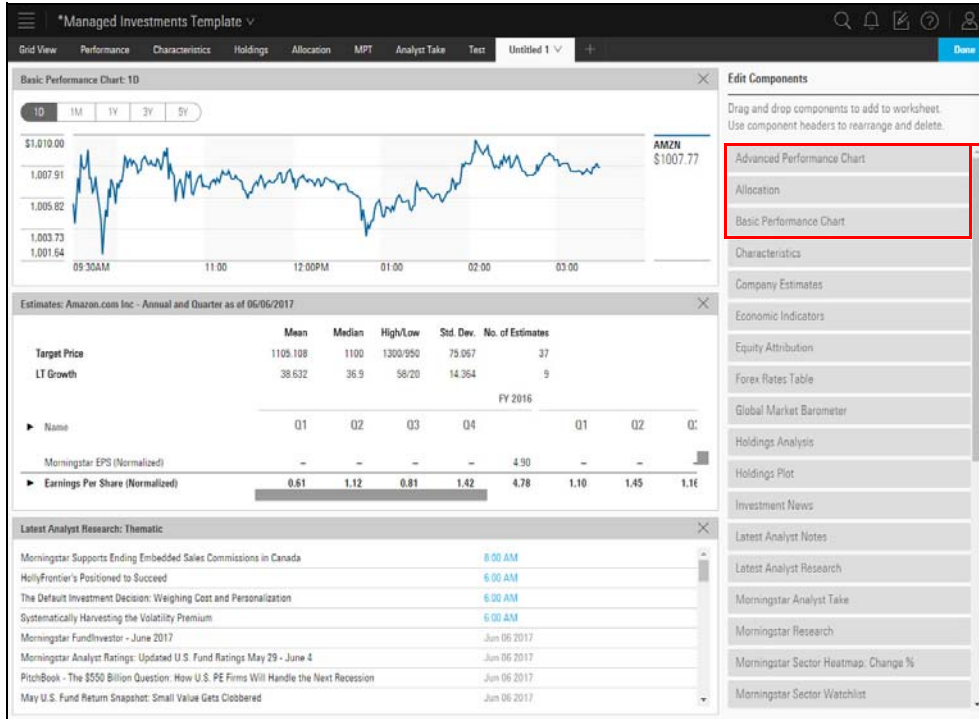 *Managed Investments Template
Grid View Performance Characteristics Holdings Allocation MPT Analyst Take Test Untitled 1 + Done
Basic Performance Chart: 1D
1D 1M 1Y 3Y 5Y
$1,010.00
1,007.91
1,005.82
1,003.73
1,001.64
AMZN
$1007.77
09:30AM 11:00 12:00PM 01:00 02:00 03:00
Estimates: Amazon.com Inc - Annual and Quarter as of 06/06/2017
Mean Median High/Low Std. Dev. No. of Estimates
Target Price 1105.108 1100 1300/950 75.067 37
LT Growth 38.632 36.9 58/20 14.364 9
FY 2016
Name Q1 Q2 Q3 Q4 Q1 Q2 Q3
Morningstar EPS (Normalized) – – – – 4.90 – – –
Earnings Per Share (Normalized) 0.61 1.12 0.81 1.42 4.78 1.10 1.45 1.16
Latest Analyst Research: Thematic
Morningstar Supports Ending Embedded Sales Commissions in Canada 8:00 AM
HollyFrontier's Positioned to Succeed 6:00 AM
The Default Investment Decision: Weighing Cost and Personalization 6:00 AM
Systematically Harvesting the Volatility Premium 6:00 AM
Morningstar FundInvestor - June 2017 Jun 06 2017
Morningstar Analyst Ratings: Updated U.S. Fund Ratings May 29 - June 4 Jun 06 2017
PitchBook - The $550 Billion Question: How U.S. PE Firms Will Handle the Next Recession Jun 06 2017
May U.S. Fund Return Snapshot: Small Value Gets Clobbered Jun 06 2017
Edit Components
Drag and drop components to add to worksheet.
Use component headers to rearrange and delete.
Advanced Performance Chart
Allocation
Basic Performance Chart
Characteristics
Company Estimates
Economic Indicators
Equity Attribution
Forex Rates Table
Global Market Barometer
Holdings Analysis
Holdings Plot
Investment News
Latest Analyst Notes
Latest Analyst Research
Morningstar Analyst Take
Morningstar Research
Morningstar Sector Heatmap: Change %
Morningstar Sector Watchlist